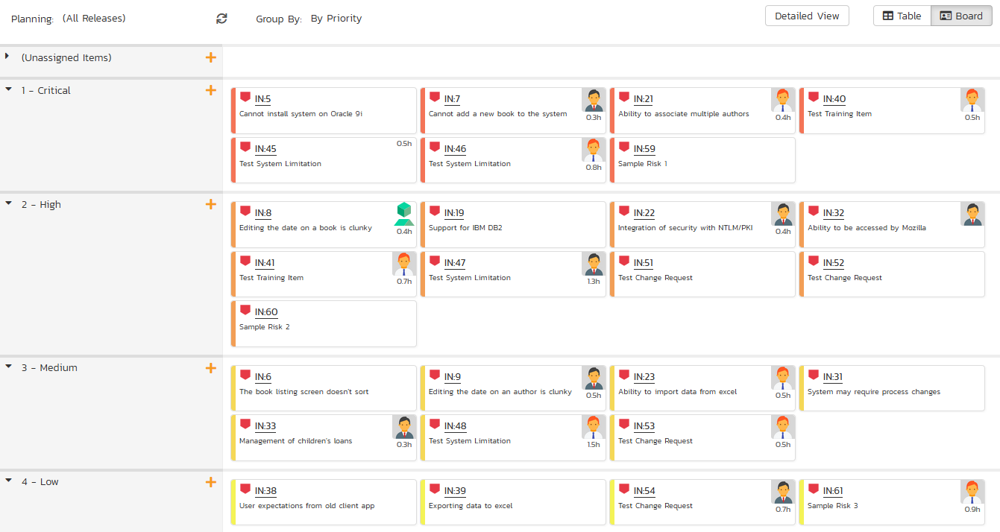 Planning: (All Releases) Group By: By Priority Detailed View Table Board
(Unassigned Items)
1 - Critical
IN:5
Cannot install system on Oracle 9i
IN:7
Cannot add a new book to the system
0.3h
IN:21
Ability to associate multiple authors
0.4h
IN:40
Test Training Item
0.5h
IN:45
Test System Limitation
0.5h
IN:46
Test System Limitation
0.8h
IN:59
Sample Risk 1
2 - High
IN:8
Editing the date on a book is clunky
0.4h
IN:19
Support for IBM DB2
IN:22
Integration of security with NTLM/PKI
0.4h
IN:32
Ability to be accessed by Mozilla
IN:41
Test Training Item
0.7h
IN:47
Test System Limitation
1.3h
IN:51
Test Change Request
IN:52
Test Change Request
IN:60
Sample Risk 2
3 - Medium
IN:6
The book listing screen doesn't sort
IN:9
Editing the date on an author is clunky
0.5h
IN:23
Ability to import data from excel
0.5h
IN:31
System may require process changes
IN:33
Management of children's loans
0.3h
IN:48
Test System Limitation
1.5h
IN:53
Test Change Request
0.5h
4 - Low
IN:38
User expectations from old client app
IN:39
Exporting data to excel
IN:54
Test Change Request
0.7h
IN:61
Sample Risk 3
0.9h